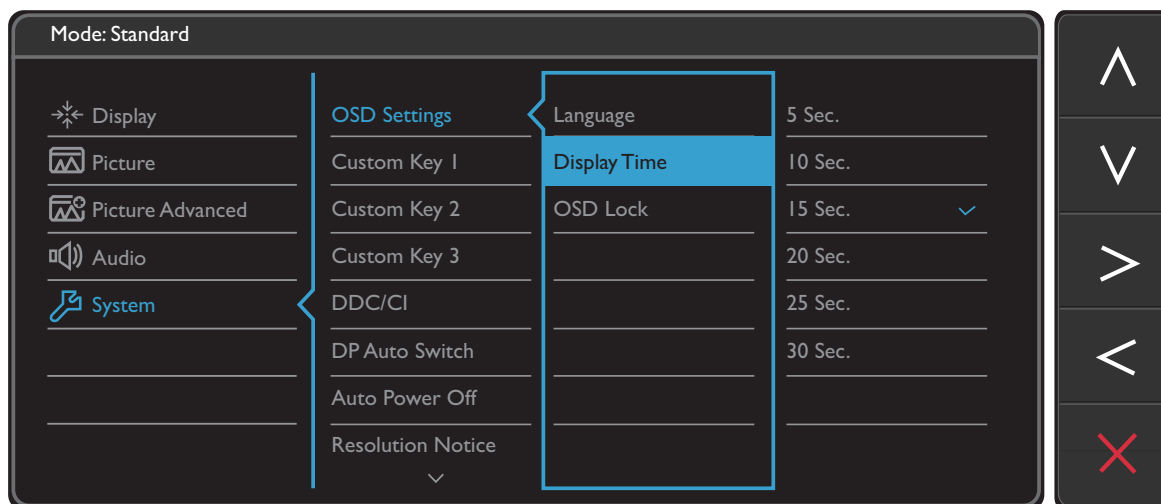 Mode: Standard
Display
Picture
Picture Advanced
Audio
System
OSD Settings
Custom Key 1
Custom Key 2
Custom Key 3
DDC/CI
DP Auto Switch
Auto Power Off
Resolution Notice
Language
Display Time
OSD Lock
5 Sec.
10 Sec.
15 Sec.
20 Sec.
25 Sec.
30 Sec.